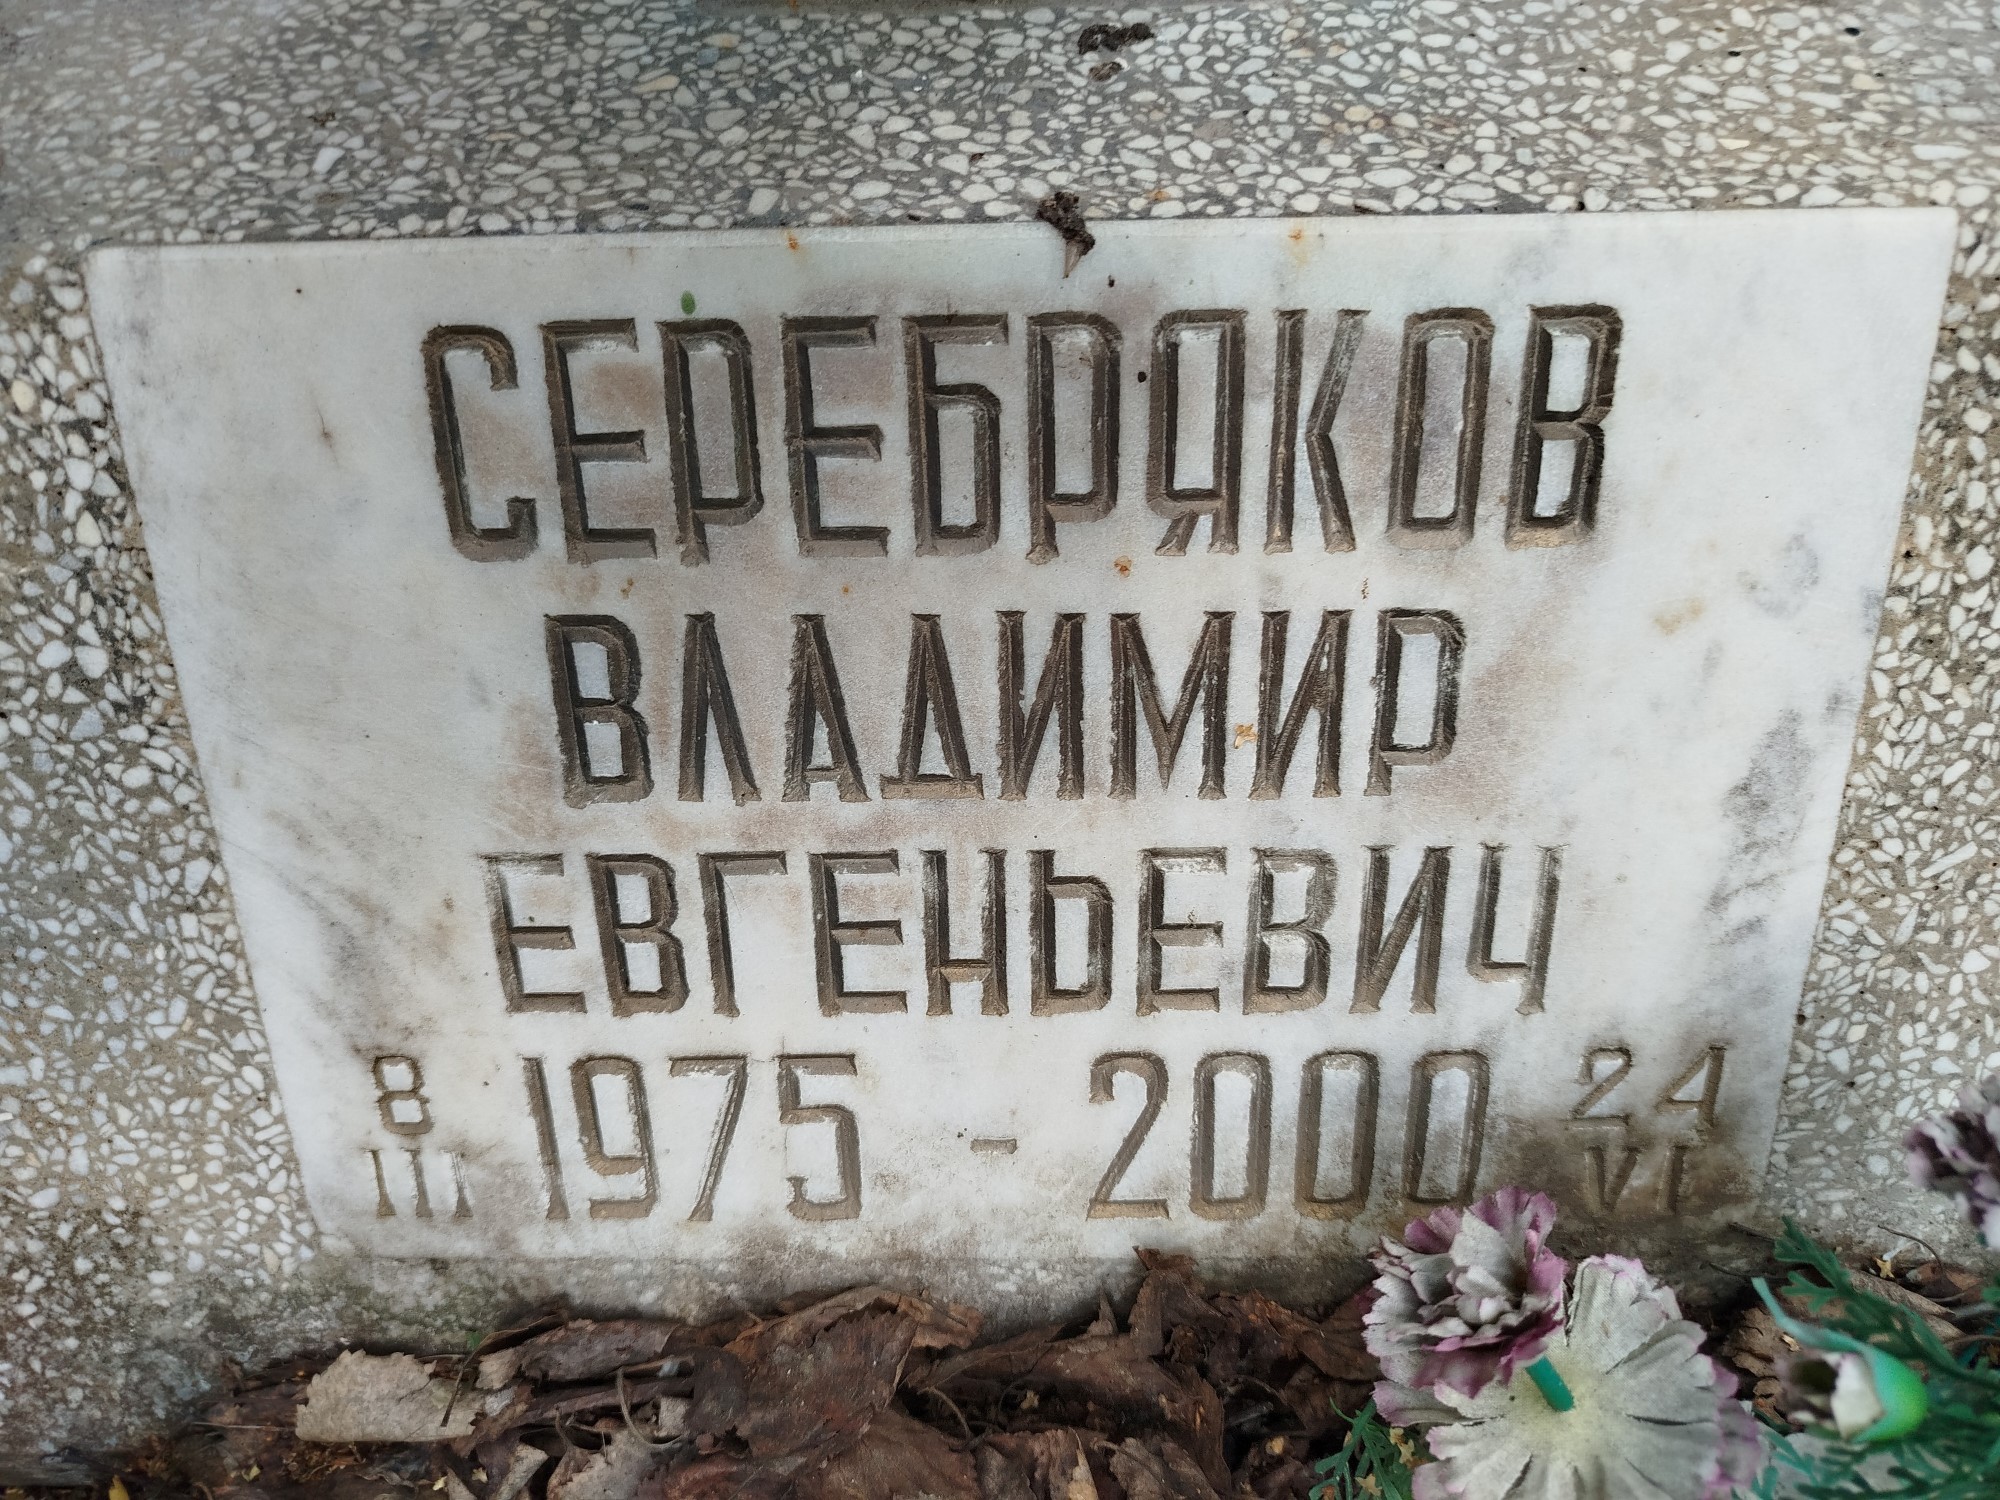 СЕРЕБРЯКОВ
ВЛАДИМИР
ЕВГЕНЬЕВИЧ
8 III 1975 - 2000 24 VI